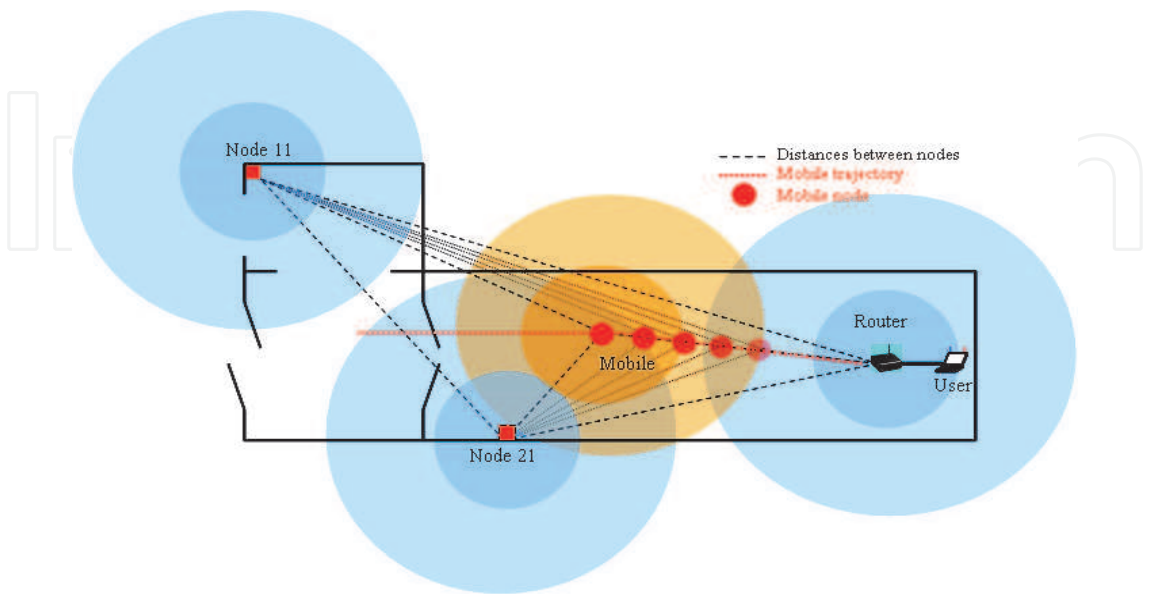 Node 11
Distances between nodes
Mobile trajectory
Mobile node
Router
Mobile
User
Node 21